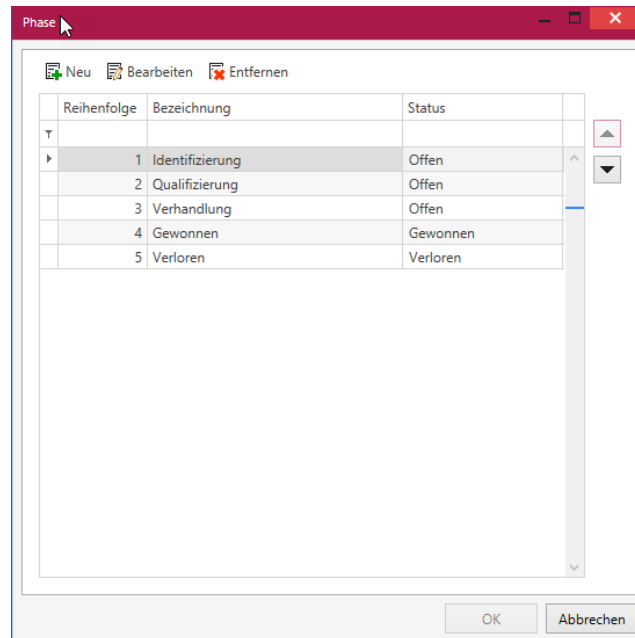 Phase
Neu Bearbeiten Entfernen
Reihenfolge Bezeichnung Status
1 Identifizierung Offen
2 Qualifizierung Offen
3 Verhandlung Offen
4 Gewonnen Gewonnen
5 Verloren Verloren
OK Abbrechen